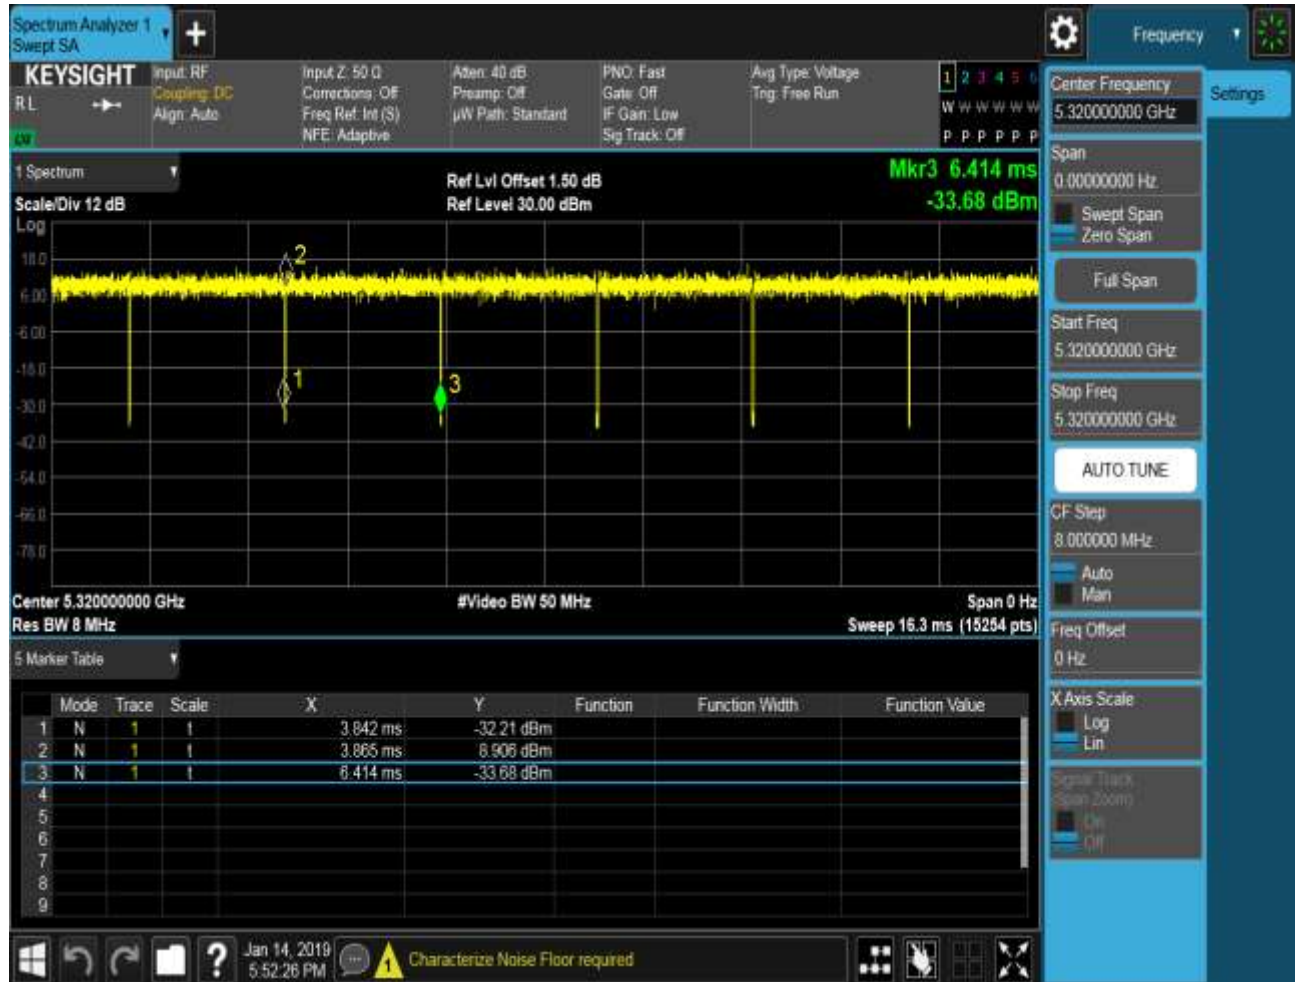 Spectrum Analyzer 1
Swept SA
Frequency
KEYSIGHT
RL
Input: RF
Coupling: DC
Align: Auto
Input Z: 50 Ω
Corrections: Off
Freq Ref: Int (S)
NFE: Adaptive
Atten: 40 dB
Preamp: Off
µW Path: Standard
PNO: Fast
Gate: Off
IF Gain: Low
Sig Track: Off
Avg Type: Voltage
Trig: Free Run
1 2 3 4 5 6
W W W W W W
P P P P P P
1 Spectrum
Scale/Div 12 dB
Log
Ref Lvl Offset 1.50 dB
Ref Level 30.00 dBm
Mkr3 6.414 ms
-33.68 dBm
18.0
6.00
-6.00
-18.0
-30.0
-42.0
-54.0
-66.0
-78.0
2
1
3
Center 5.320000000 GHz
Res BW 8 MHz
#Video BW 50 MHz
Span 0 Hz
Sweep 16.3 ms (15254 pts)
5 Marker Table
Mode Trace Scale X Y Function Function Width Function Value
1 N 1 t 3.842 ms -32.21 dBm
2 N 1 t 3.865 ms 8.906 dBm
3 N 1 t 6.414 ms -33.68 dBm
4
5
6
7
8
9
Jan 14, 2019
5:52:26 PM
1
Characterize Noise Floor required
Center Frequency
5.320000000 GHz
Settings
Span
0.00000000 Hz
Swept Span
Zero Span
Full Span
Start Freq
5.320000000 GHz
Stop Freq
5.320000000 GHz
AUTO TUNE
CF Step
8.000000 MHz
Auto
Man
Freq Offset
0 Hz
X Axis Scale
Log
Lin
Signal Track
(Span Zoom)
On
Off